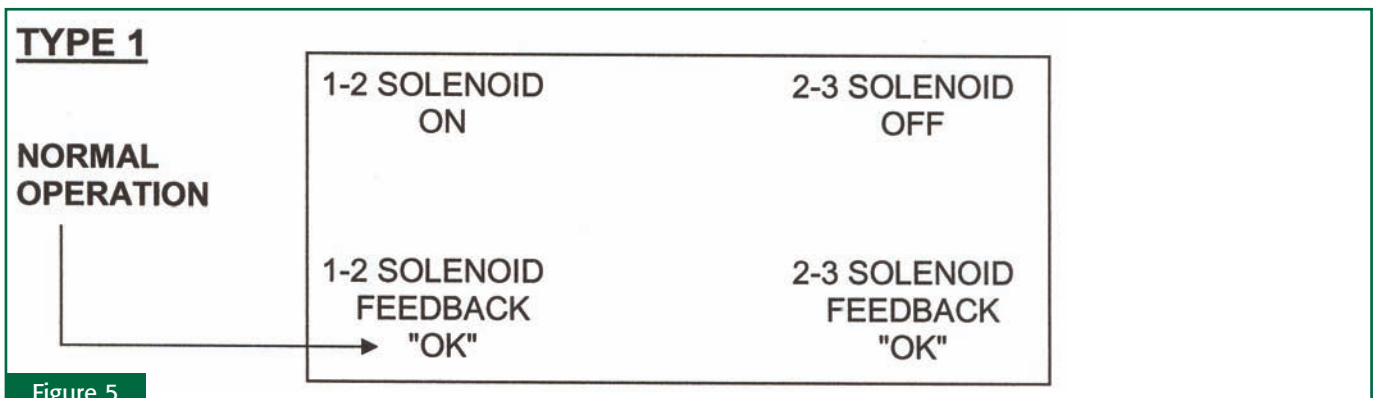 TYPE 1
NORMAL
OPERATION
1-2 SOLENOID
ON
2-3 SOLENOID
OFF
1-2 SOLENOID
FEEDBACK
"OK"
2-3 SOLENOID
FEEDBACK
"OK"
Figure 5